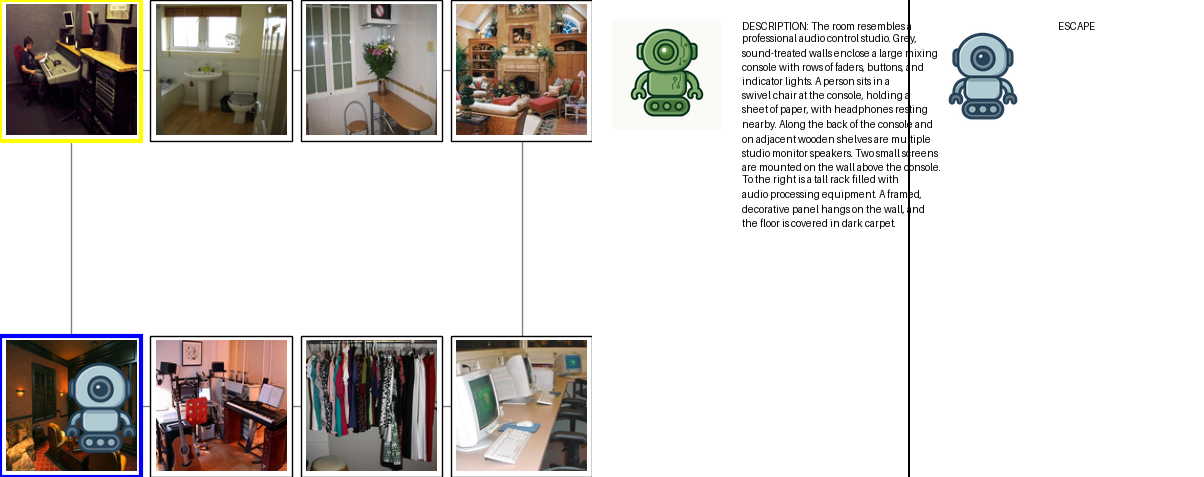 DESCRIPTION: The room resembles a
professional audio control studio. Grey,
sound-treated walls enclose a large mixing
console with rows of faders, buttons, and
indicator lights. A person sits in a
swivel chair at the console, holding a
sheet of paper, with headphones resting
nearby. Along the back of the console and
on adjacent wooden shelves are multiple
studio monitor speakers. Two small screens
are mounted on the wall above the console.
To the right is a tall rack filled with
audio processing equipment. A framed,
decorative panel hangs on the wall, and
the floor is covered in dark carpet.
ESCAPE